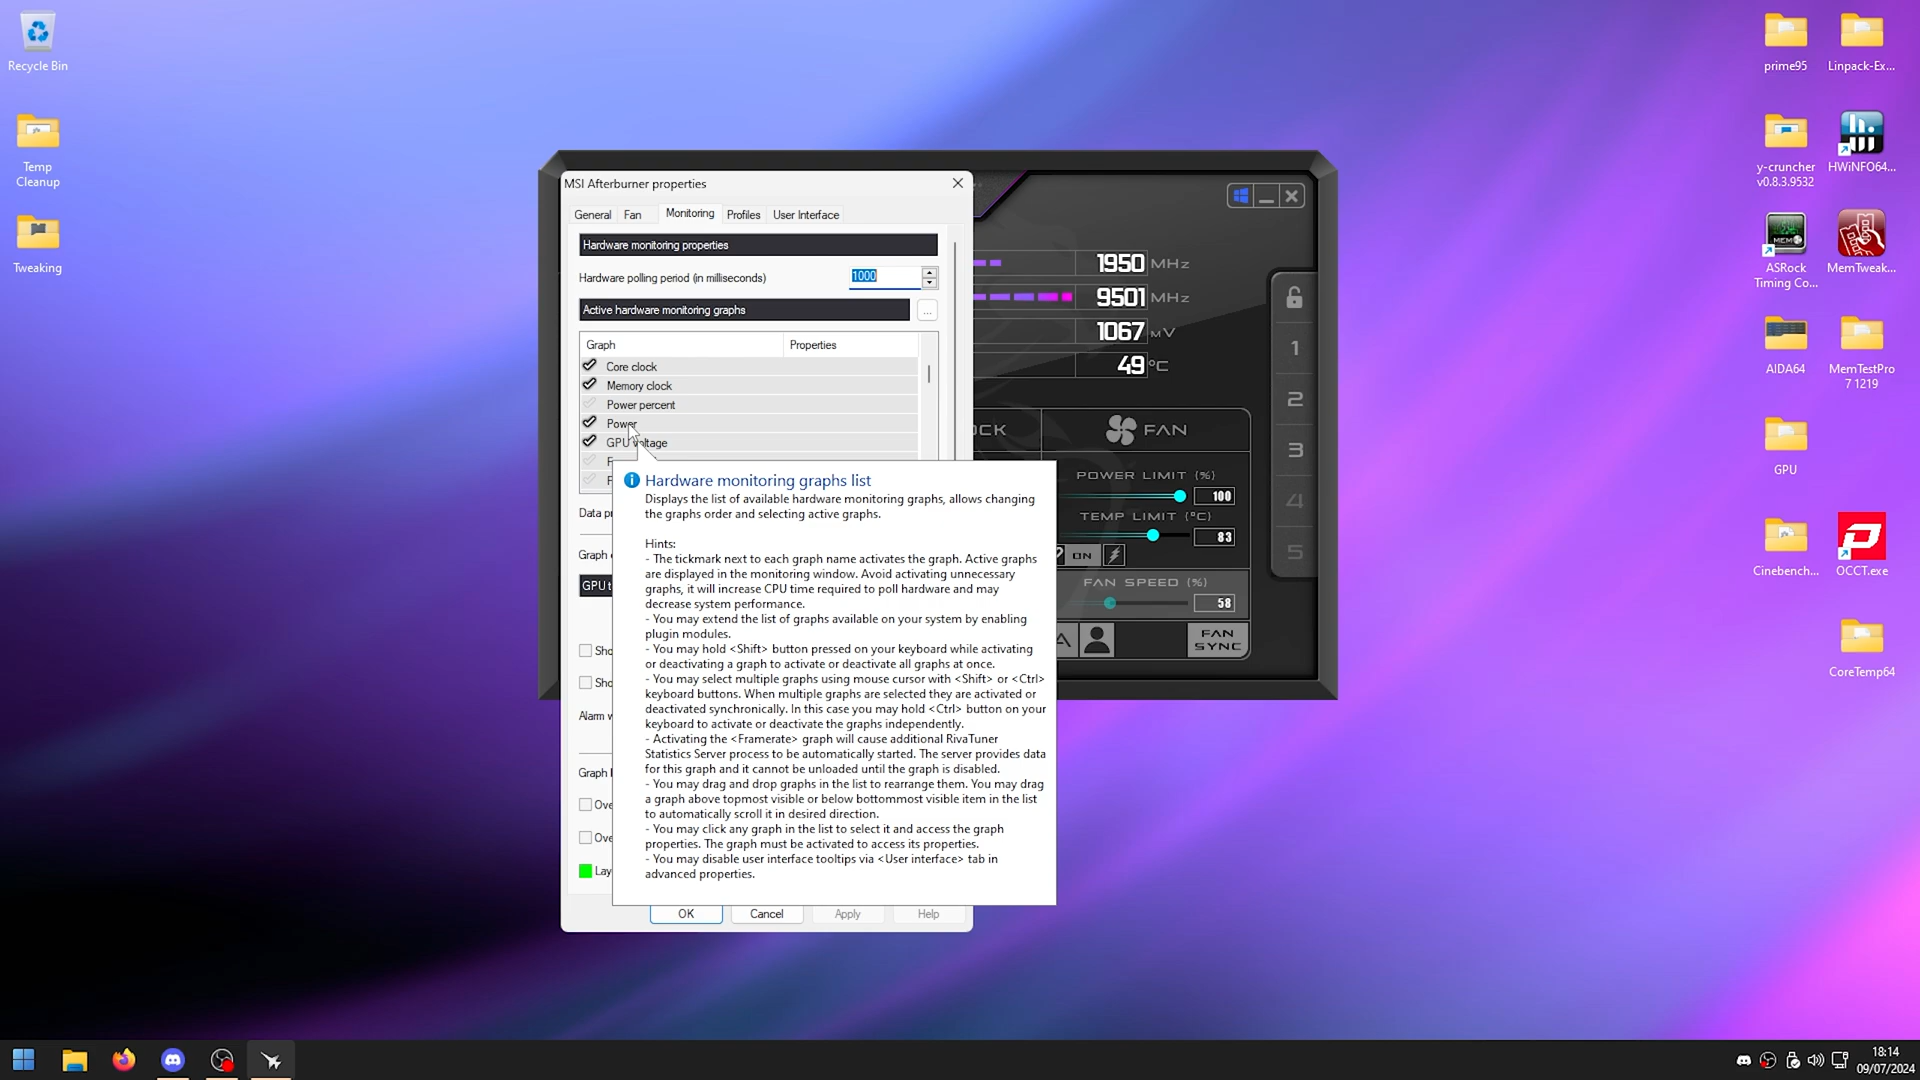 Recycle Bin
Temp
Cleanup
Tweaking
MSI Afterburner properties
General
Fan
Monitoring
Profiles
User Interface
Hardware monitoring properties
Hardware polling period (in milliseconds)
1000
Active hardware monitoring graphs
...
Graph
Properties
Core clock
Memory clock
Power percent
Power
GPU voltage
Data pr
Graph
GPU t
Sho
Sho
Alarm w
Graph l
Ove
Ove
Lay
OK
Cancel
Apply
Help
Hardware monitoring graphs list
Displays the list of available hardware monitoring graphs, allows changing
the graphs order and selecting active graphs.
Hints:
- The tickmark next to each graph name activates the graph. Active graphs
are displayed in the monitoring window. Avoid activating unnecessary
graphs, it will increase CPU time required to poll hardware and may
decrease system performance.
- You may extend the list of graphs available on your system by enabling
plugin modules.
- You may hold <Shift> button pressed on your keyboard while activating
or deactivating a graph to activate or deactivate all graphs at once.
- You may select multiple graphs using mouse cursor with <Shift> or <Ctrl>
keyboard buttons. When multiple graphs are selected they are activated or
deactivated synchronically. In this case you may hold <Ctrl> button on your
keyboard to activate or deactivate the graphs independently.
- Activating the <Framerate> graph will cause additional RivaTuner
Statistics Server process to be automatically started. The server provides data
for this graph and it cannot be unloaded until the graph is disabled.
- You may drag and drop graphs in the list to rearrange them. You may drag
a graph above topmost visible or below bottommost visible item in the list
to automatically scroll it in desired direction.
- You may click any graph in the list to select it and access the graph
properties. The graph must be activated to access its properties.
- You may disable user interface tooltips via <User interface> tab in
advanced properties.
1950 MHz
9501 MHz
1067 mV
49 °C
OCK
FAN
POWER LIMIT (%)
100
TEMP LIMIT (°C)
83
ON
FAN SPEED (%)
58
A
FAN
SYNC
1
2
3
4
5
prime95
Linpack-Ex...
y-cruncher
v0.8.3.9532
HWiNFO64...
ASRock
Timing Co...
MemTweak...
AIDA64
MemTestPro
7 1219
GPU
Cinebench...
OCCT.exe
CoreTemp64
18:14
09/07/2024